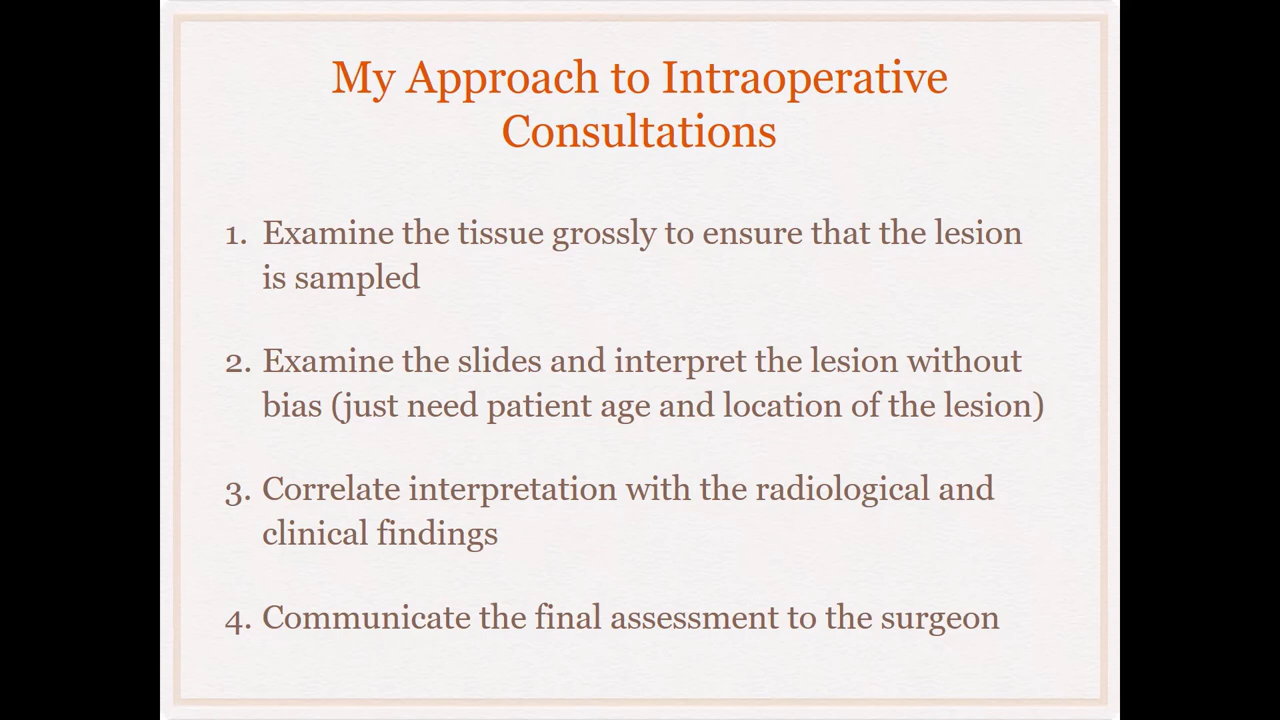 My Approach to Intraoperative
Consultations
1. Examine the tissue grossly to ensure that the lesion
is sampled
2. Examine the slides and interpret the lesion without
bias (just need patient age and location of the lesion)
3. Correlate interpretation with the radiological and
clinical findings
4. Communicate the final assessment to the surgeon